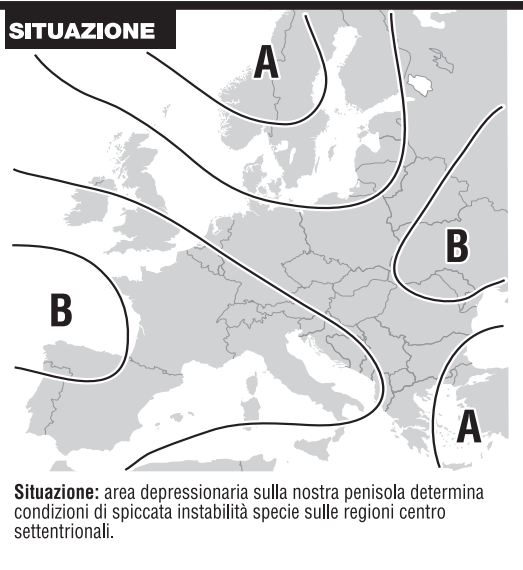 SITUAZIONE
A
B
B
A
Situazione: area depressionaria sulla nostra penisola determina
condizioni di spiccata instabilità specie sulle regioni centro
settentrionali.